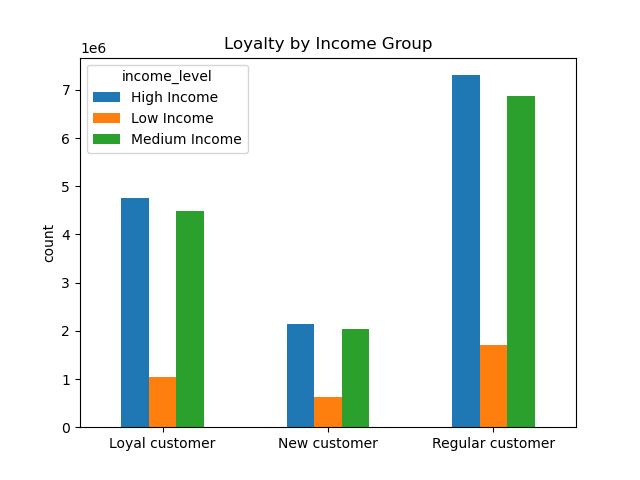 Loyalty by Income Group
1e6
income_level
High Income
Low Income
Medium Income
count
7
6
5
4
3
2
1
0
Loyal customer
New customer
Regular customer